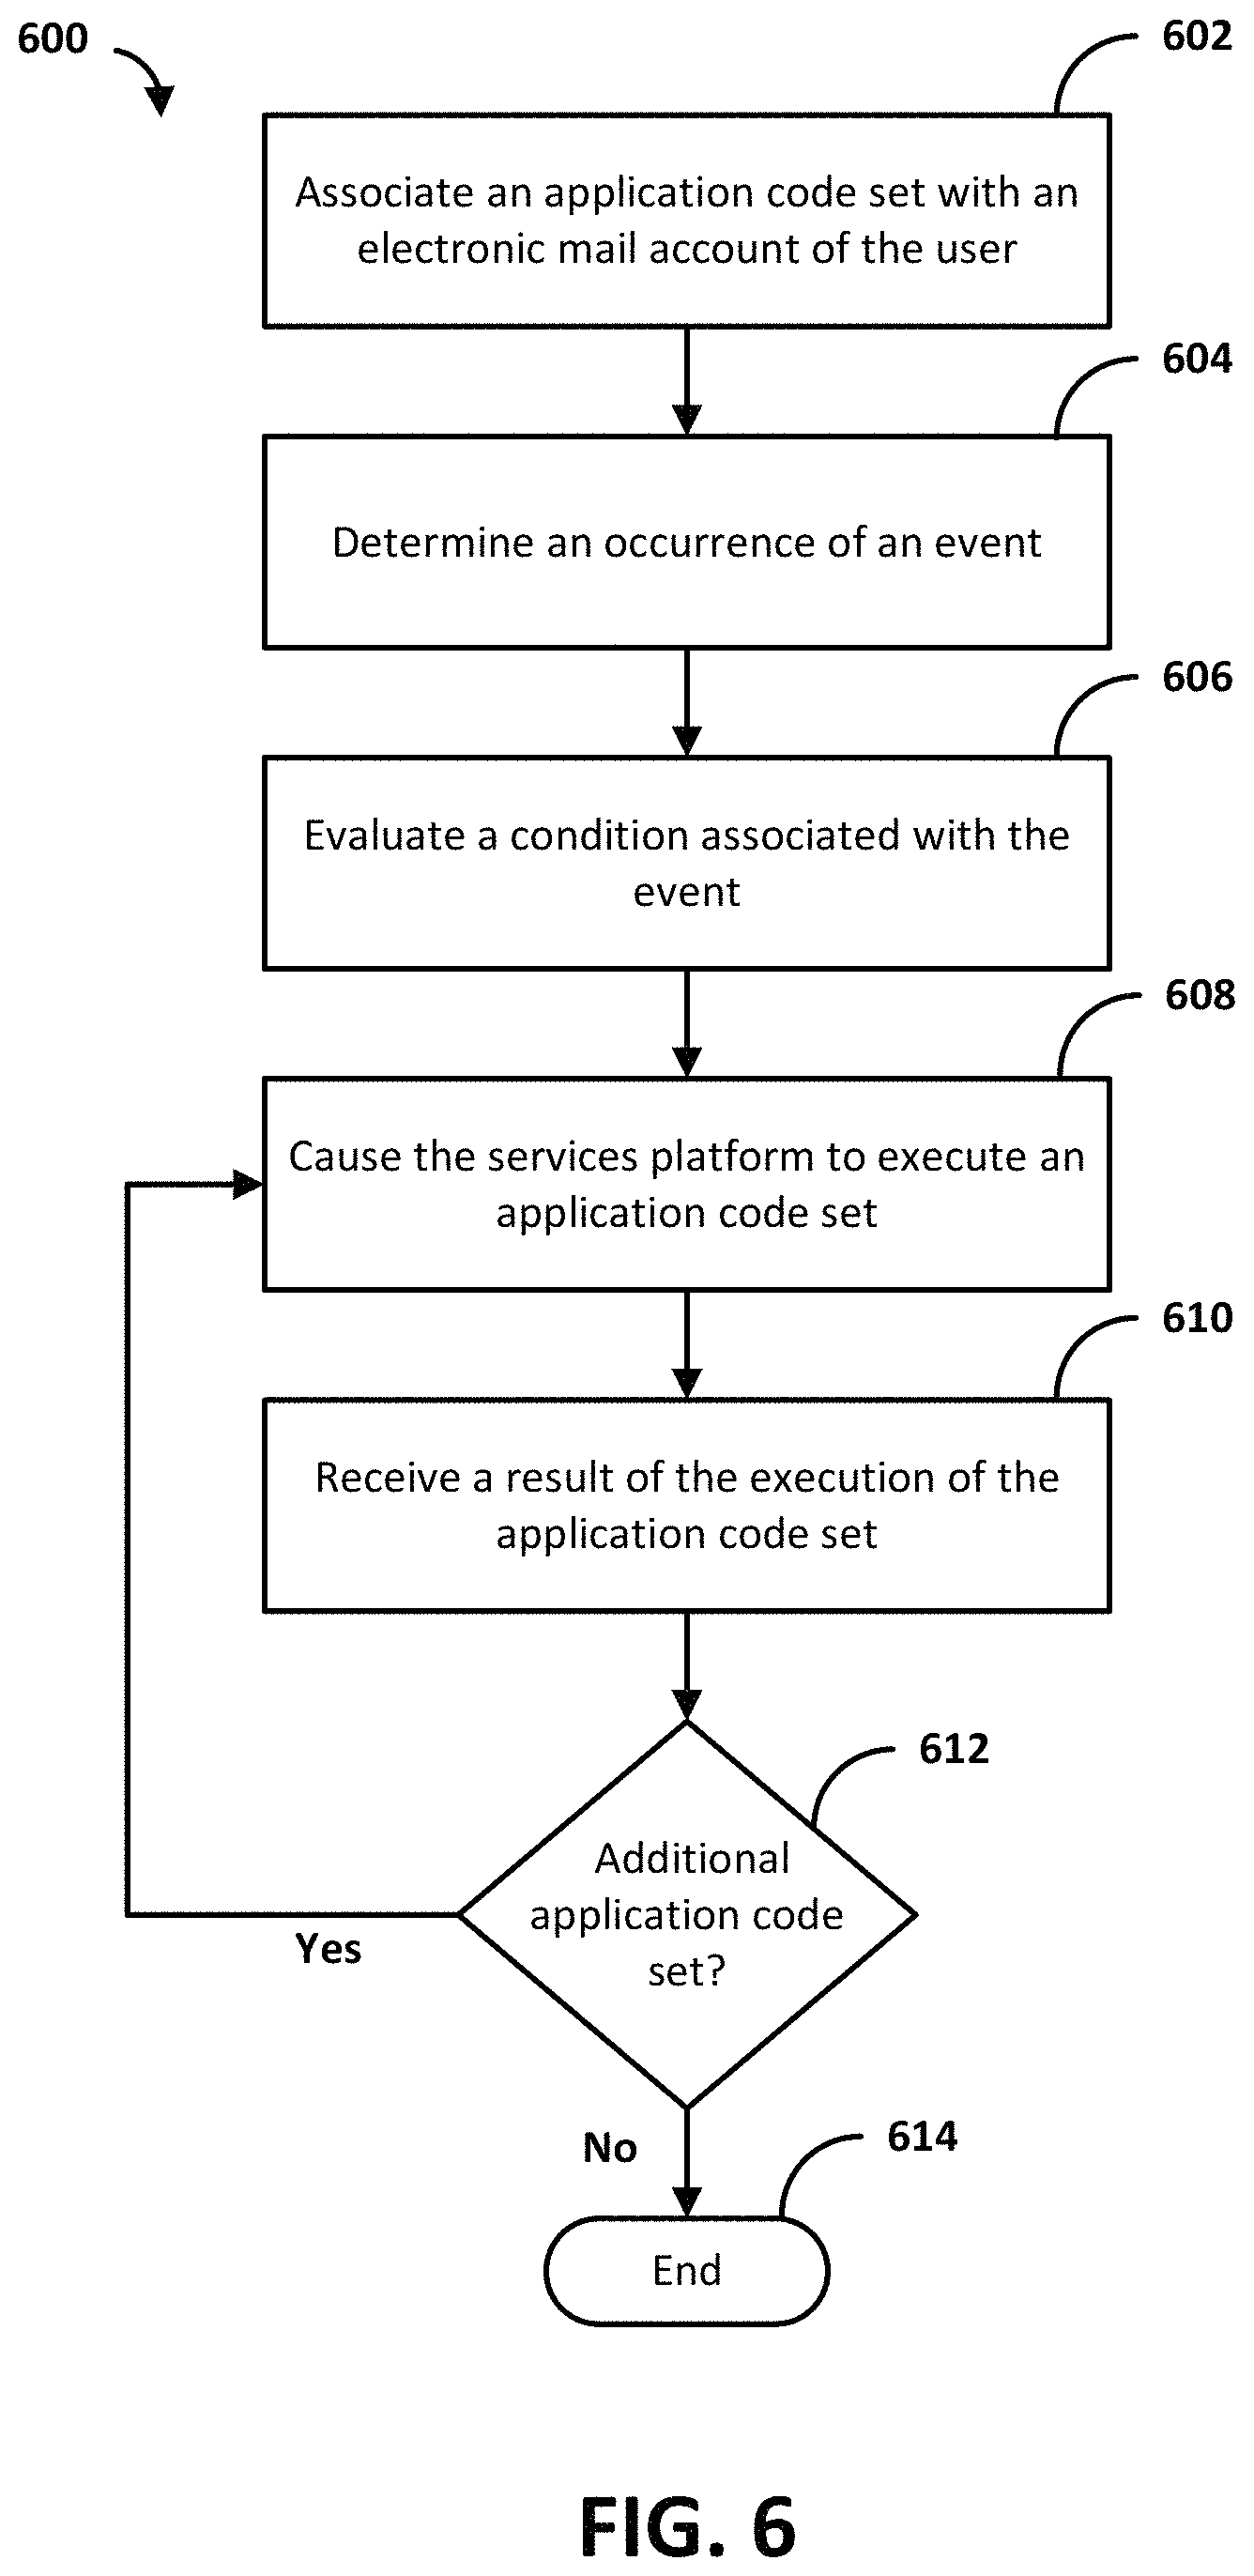 600
602
Associate an application code set with an
electronic mail account of the user
604
Determine an occurrence of an event
606
Evaluate a condition associated with the
event
608
Cause the services platform to execute an
application code set
610
Receive a result of the execution of the
application code set
612
Additional
application code
set?
Yes
No
614
End
FIG. 6